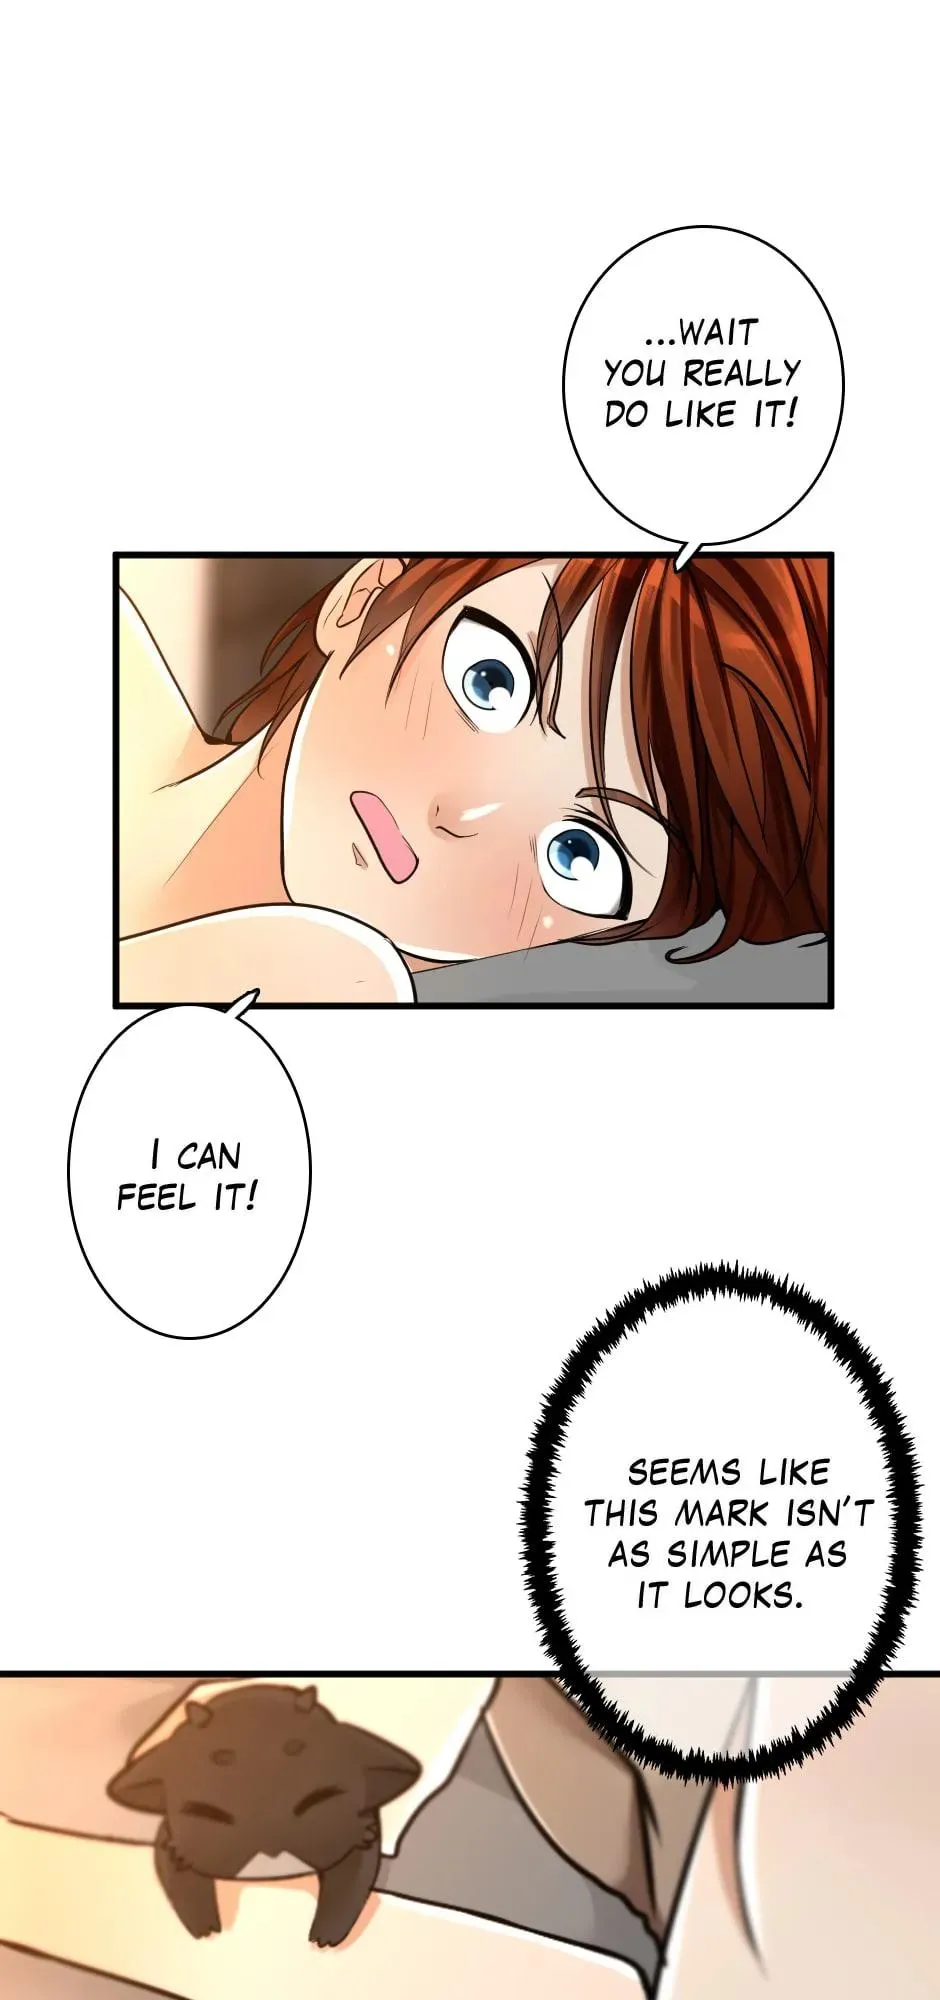 ...WAIT
YOU REALLY
DO LIKE IT!
I CAN
FEEL IT!
SEEMS LIKE
THIS MARK ISN'T
AS SIMPLE AS
IT LOOKS.